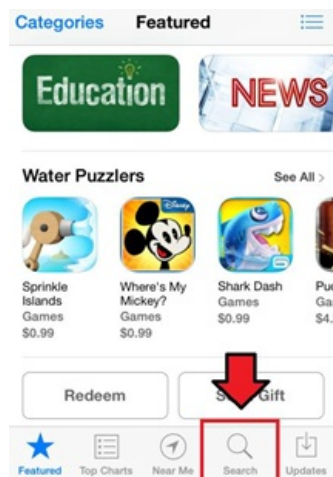 Categories Featured
Education
NEWS
Water Puzzlers See All >
Disney
Sprinkle Islands
Games
$0.99
Where's My Mickey?
Games
$0.99
Shark Dash
Games
$0.99
Redeem
Gift
Featured Top Charts Near Me Search Updates